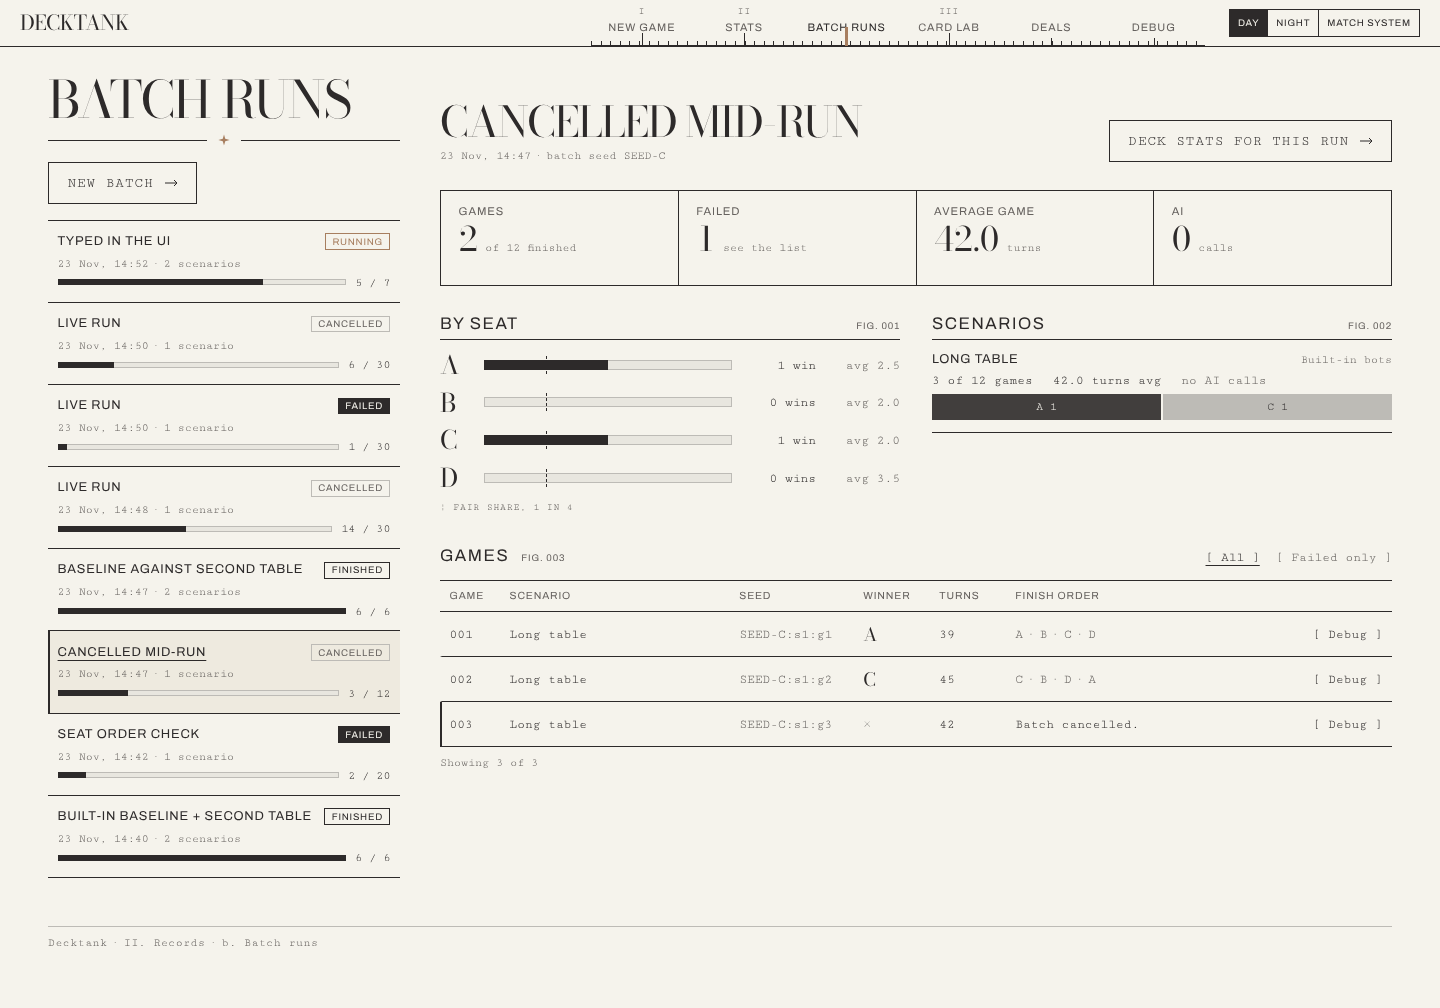 DECKTANK
I
NEW GAME
II
STATS
BATCH RUNS
III
CARD LAB
DEALS
DEBUG
DAY
NIGHT
MATCH SYSTEM
BATCH RUNS
NEW BATCH →
TYPED IN THE UI
RUNNING
23 Nov, 14:52 · 2 scenarios
5 / 7
LIVE RUN
CANCELLED
23 Nov, 14:50 · 1 scenario
6 / 30
LIVE RUN
FAILED
23 Nov, 14:50 · 1 scenario
1 / 30
LIVE RUN
CANCELLED
23 Nov, 14:48 · 1 scenario
14 / 30
BASELINE AGAINST SECOND TABLE
FINISHED
23 Nov, 14:47 · 2 scenarios
6 / 6
CANCELLED MID-RUN
CANCELLED
23 Nov, 14:47 · 1 scenario
3 / 12
SEAT ORDER CHECK
FAILED
23 Nov, 14:42 · 1 scenario
2 / 20
BUILT-IN BASELINE + SECOND TABLE
FINISHED
23 Nov, 14:40 · 2 scenarios
6 / 6
CANCELLED MID-RUN
23 Nov, 14:47 · batch seed SEED-C
DECK STATS FOR THIS RUN →
GAMES
2 of 12 finished
FAILED
1 see the list
AVERAGE GAME
42.0 turns
AI
0 calls
BY SEAT
FIG. 001
A 1 win avg 2.5
B 0 wins avg 2.0
C 1 win avg 2.0
D 0 wins avg 3.5
¦ FAIR SHARE, 1 IN 4
SCENARIOS
FIG. 002
LONG TABLE
Built-in bots
3 of 12 games 42.0 turns avg no AI calls
A 1
C 1
GAMES FIG. 003
[ All ] [ Failed only ]
GAME SCENARIO SEED WINNER TURNS FINISH ORDER
001 Long table SEED-C:s1:g1 A 39 A · B · C · D [ Debug ]
002 Long table SEED-C:s1:g2 C 45 C · B · D · A [ Debug ]
003 Long table SEED-C:s1:g3 × 42 Batch cancelled. [ Debug ]
Showing 3 of 3
Decktank · II. Records · b. Batch runs